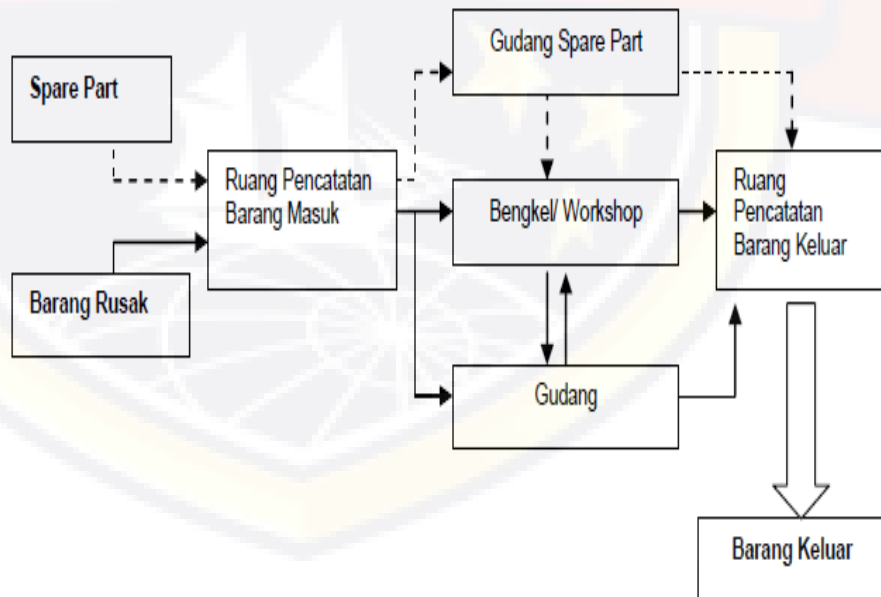 Gudang Spare Part
Spare Part
Ruang Pencatatan
Barang Masuk
Bengkel/ Workshop
Ruang
Pencatatan
Barang Keluar
Barang Rusak
Gudang
Barang Keluar